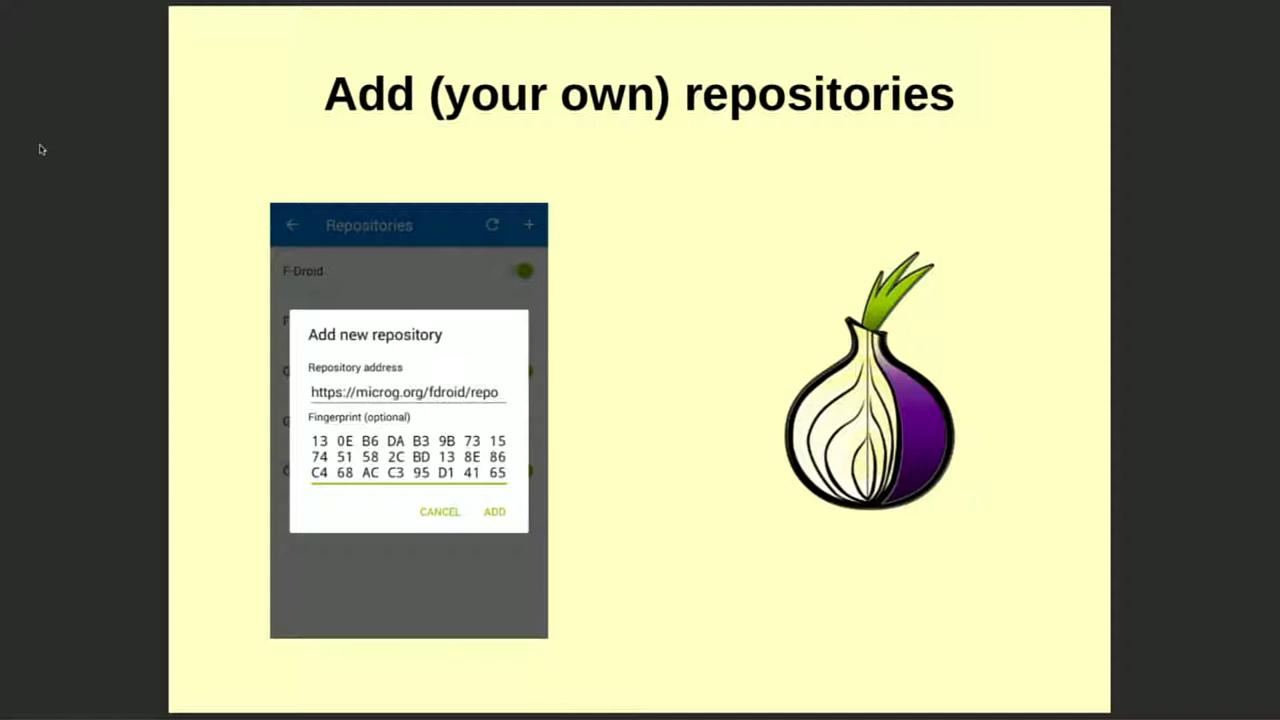 Add (your own) repositories
Repositories
F-Droid
Add new repository
Repository address
https://microg.org/fdroid/repo
Fingerprint (optional)
13 0E B6 DA B3 9B 73 15
74 51 58 2C BD 13 8E 86
C4 68 AC C3 95 D1 41 65
CANCEL ADD